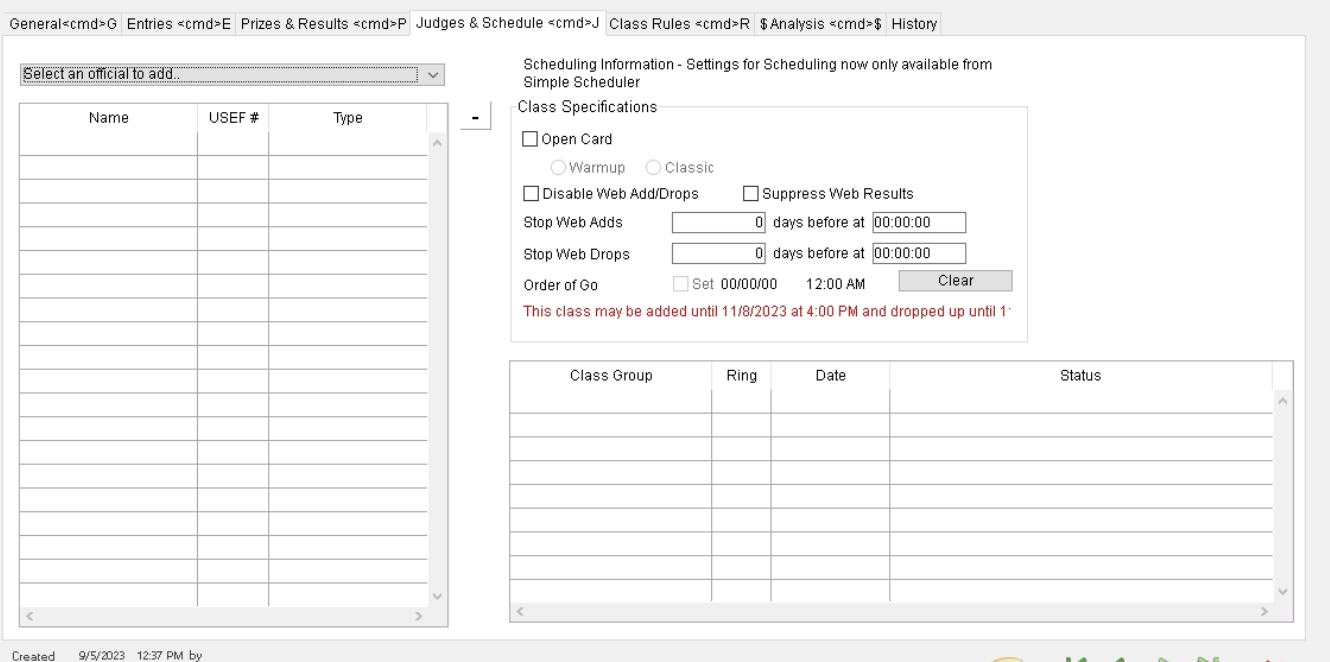 General<cmd>G Entries <cmd>E Prizes & Results <cmd>P Judges & Schedule <cmd>J Class Rules <cmd>R $ Analysis <cmd>$ History
Select an official to add..
Scheduling Information - Settings for Scheduling now only available from
Simple Scheduler
Name USEF # Type
-
Class Specifications
Open Card
Warmup Classic
Disable Web Add/Drops Suppress Web Results
Stop Web Adds 0 days before at 00:00:00
Stop Web Drops 0 days before at 00:00:00
Order of Go Set 00/00/00 12:00 AM Clear
This class may be added until 11/8/2023 at 4:00 PM and dropped up until 1
Class Group Ring Date Status
Created 9/5/2023 12:37 PM by